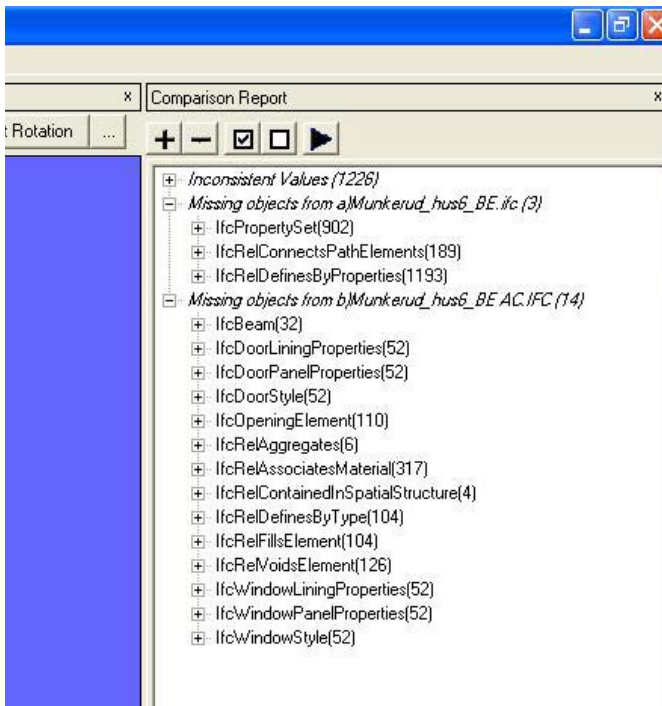 Comparison Report
t Rotation ...
Inconsistent Values (1226)
Missing objects from a)Munkerud_hus6_BE.ifc (3)
IfcPropertySet(902)
IfcRelConnectsPathElements(189)
IfcRelDefinesByProperties(1193)
Missing objects from b)Munkerud_hus6_BE AC.IFC (14)
IfcBeam(32)
IfcDoorLiningProperties(52)
IfcDoorPanelProperties(52)
IfcDoorStyle(52)
IfcOpeningElement(110)
IfcRelAggregates(6)
IfcRelAssociatesMaterial(317)
IfcRelContainedInSpatialStructure(4)
IfcRelDefinesByType(104)
IfcRelFillsElement(104)
IfcRelVoidsElement(126)
IfcWindowLiningProperties(52)
IfcWindowPanelProperties(52)
IfcWindowStyle(52)